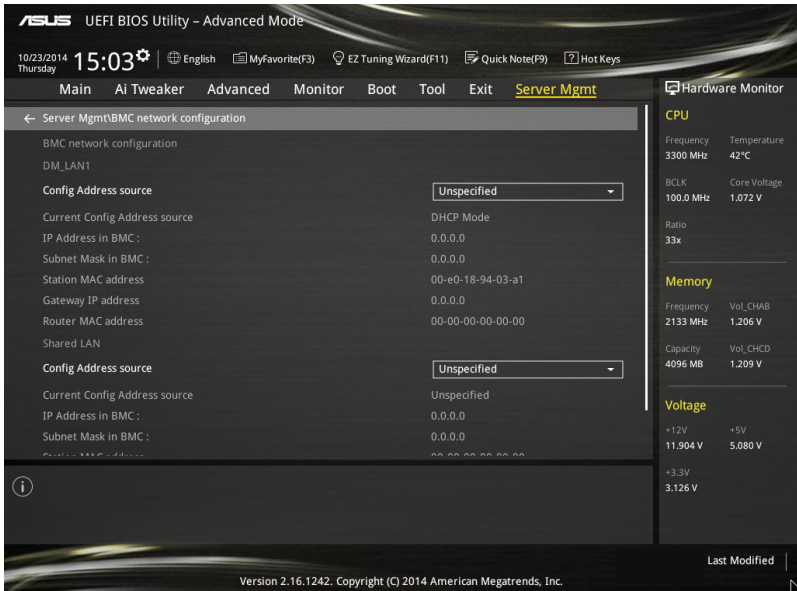 ASUS UEFI BIOS Utility – Advanced Mode
10/23/2014
Thursday
15:03
English MyFavorite(F3) EZ Tuning Wizard(F11) Quick Note(F9) ? Hot Keys
Main Ai Tweaker Advanced Monitor Boot Tool Exit Server Mgmt
← Server Mgmt\BMC network configuration
BMC network configuration
DM_LAN1
Config Address source Unspecified
Current Config Address source DHCP Mode
IP Address in BMC : 0.0.0.0
Subnet Mask in BMC : 0.0.0.0
Station MAC address 00-e0-18-94-03-a1
Gateway IP address 0.0.0.0
Router MAC address 00-00-00-00-00-00
Shared LAN
Config Address source Unspecified
Current Config Address source Unspecified
IP Address in BMC : 0.0.0.0
Subnet Mask in BMC : 0.0.0.0
Station MAC address 00-00-00-00-00-00
Hardware Monitor
CPU
Frequency Temperature
3300 MHz 42°C
BCLK Core Voltage
100.0 MHz 1.072 V
Ratio
33x
Memory
Frequency Vol_CHAB
2133 MHz 1.206 V
Capacity Vol_CHCD
4096 MB 1.209 V
Voltage
+12V +5V
11.904 V 5.080 V
+3.3V
3.126 V
Last Modified
Version 2.16.1242. Copyright (C) 2014 American Megatrends, Inc.